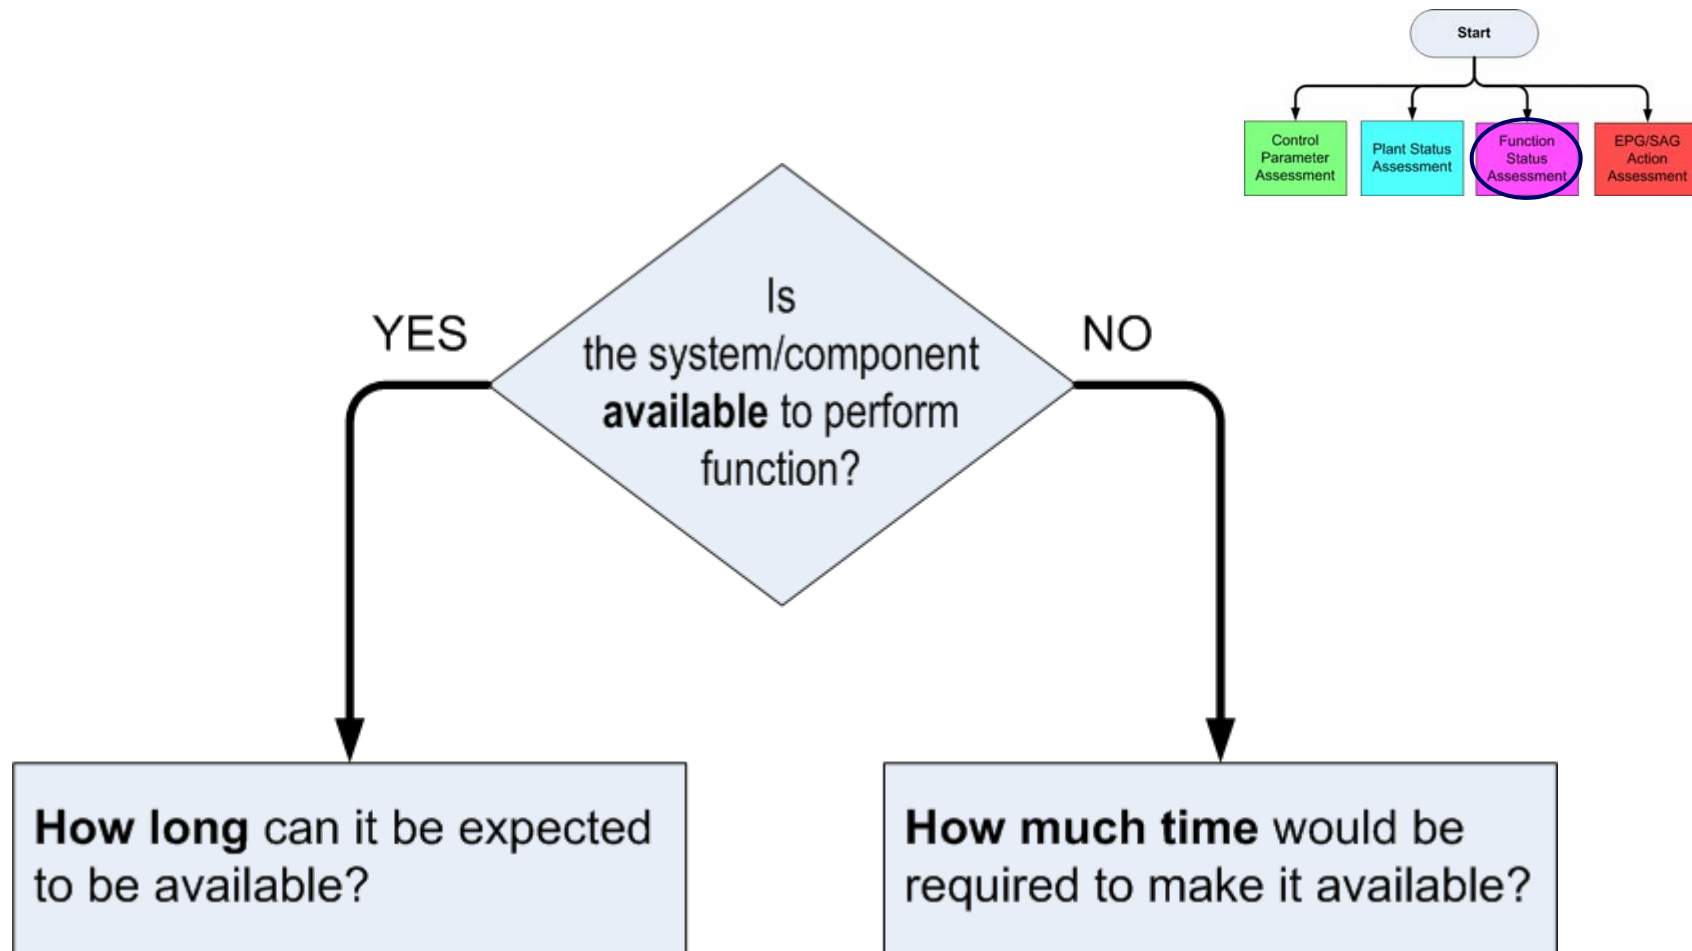 Start
Control
Parameter
Assessment
Plant Status
Assessment
Function
Status
Assessment
EPG/SAG
Action
Assessment
Is
the system/component
available to perform
function?
YES
NO
How long can it be expected
to be available?
How much time would be
required to make it available?